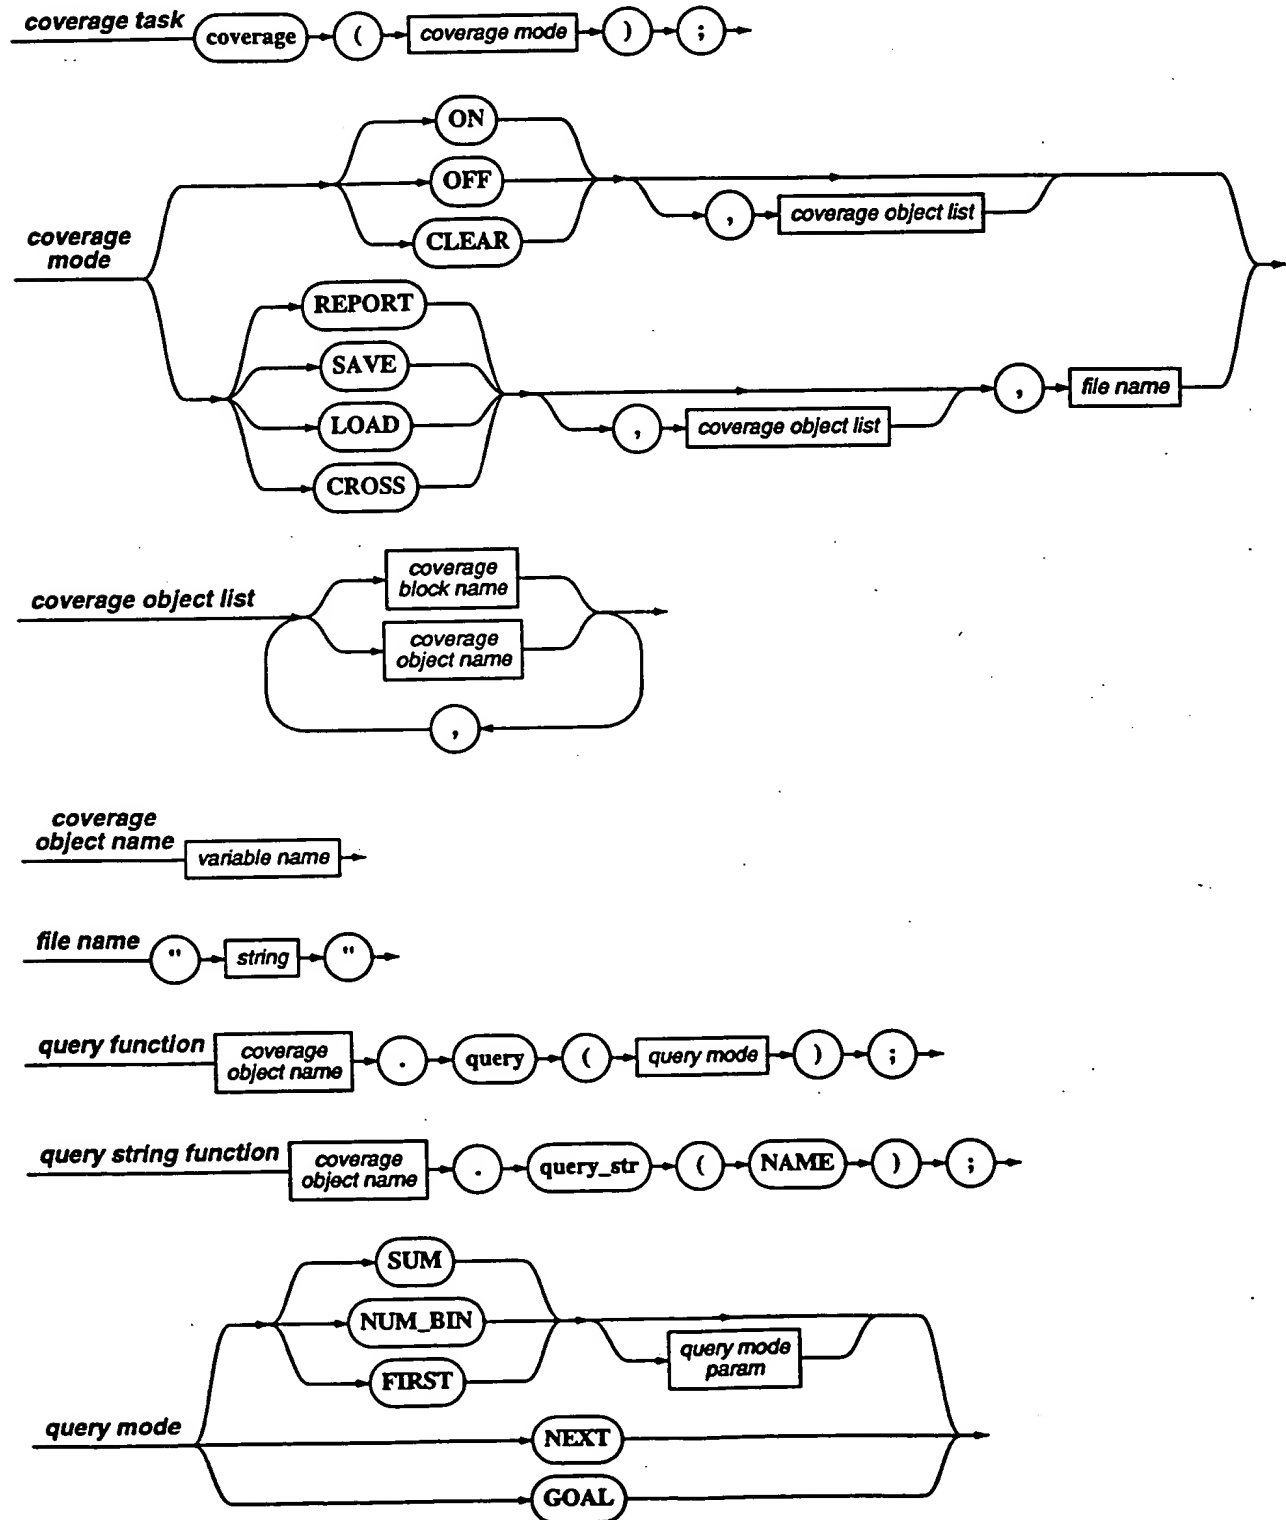 coverage task coverage ( coverage mode ) ;
ON
OFF
CLEAR
, coverage object list
coverage
mode
REPORT
SAVE
LOAD
CROSS
, coverage object list , file name
coverage object list
coverage
block name
coverage
object name
,
coverage
object name variable name
file name " string "
query function coverage
object name . query ( query mode ) ;
query string function coverage
object name . query_str ( NAME ) ;
SUM
NUM_BIN
FIRST
query mode
param
query mode
NEXT
GOAL